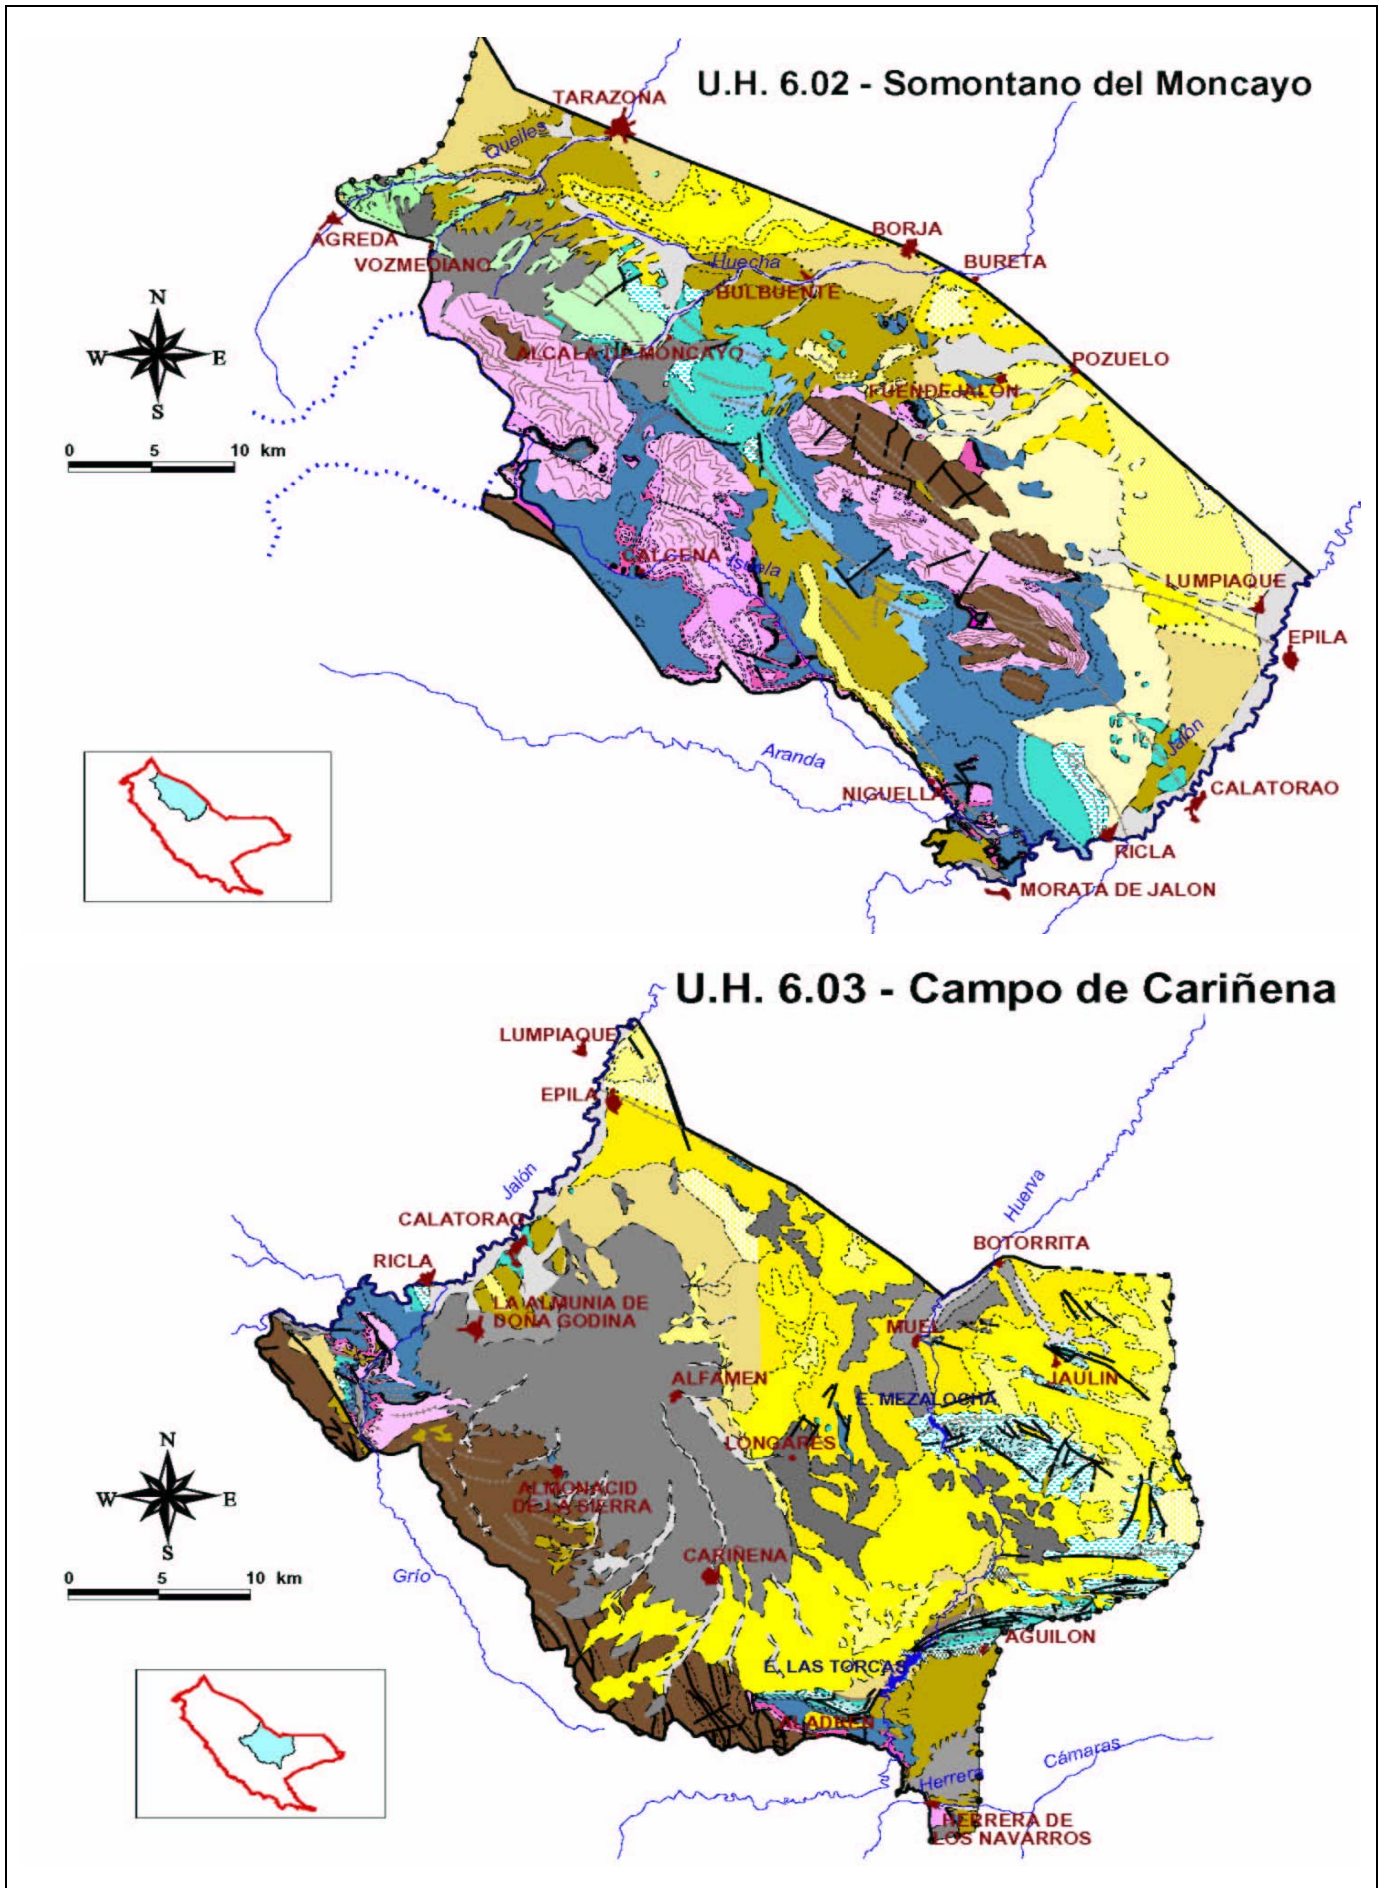 U.H. 6.02 - Somontano del Moncayo
TARAZONA
Queiles
AGREDA
VOZMEDIANO
BORJA
Huecha
BURETA
BULBUENTE
N
W E
S
ALCALA DE MONCAYO
POZUELO
FUENDEJALON
0 5 10 km
CALCENA
Isuela
LUMPIAQUE
EPILA
Aranda
Jalón
NIGUELLA
CALATORAO
RICLA
MORATA DE JALON
U.H. 6.03 - Campo de Cariñena
LUMPIAQUE
EPILA
Jalón
Huerva
CALATORAO
BOTORRITA
RICLA
LA ALMUNIA DE
DOÑA GODINA
MUEL
ALFAMEN
JAULIN
E. MEZALOCHA
LONGARES
N
W E
S
ALMONACID
DE LA SIERRA
CARIÑENA
0 5 10 km
Grío
AGUILON
E. LAS TORCAS
ALADREN
Cámaras
Herrera
HERRERA DE
LOS NAVARROS